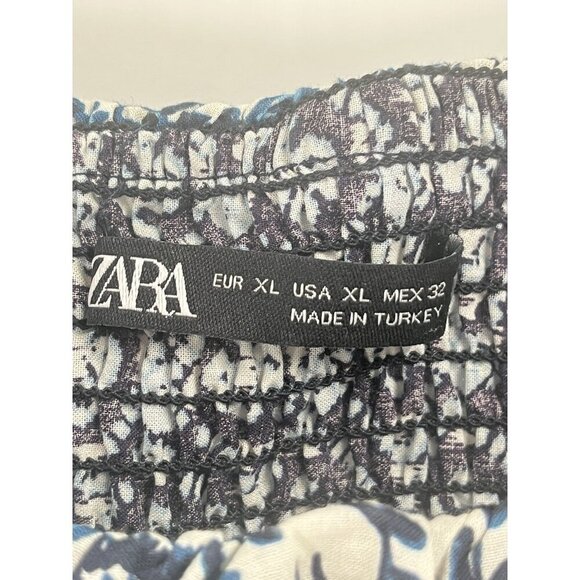 ZARA
EUR XL USA XL MEX 32
MADE IN TURKEY